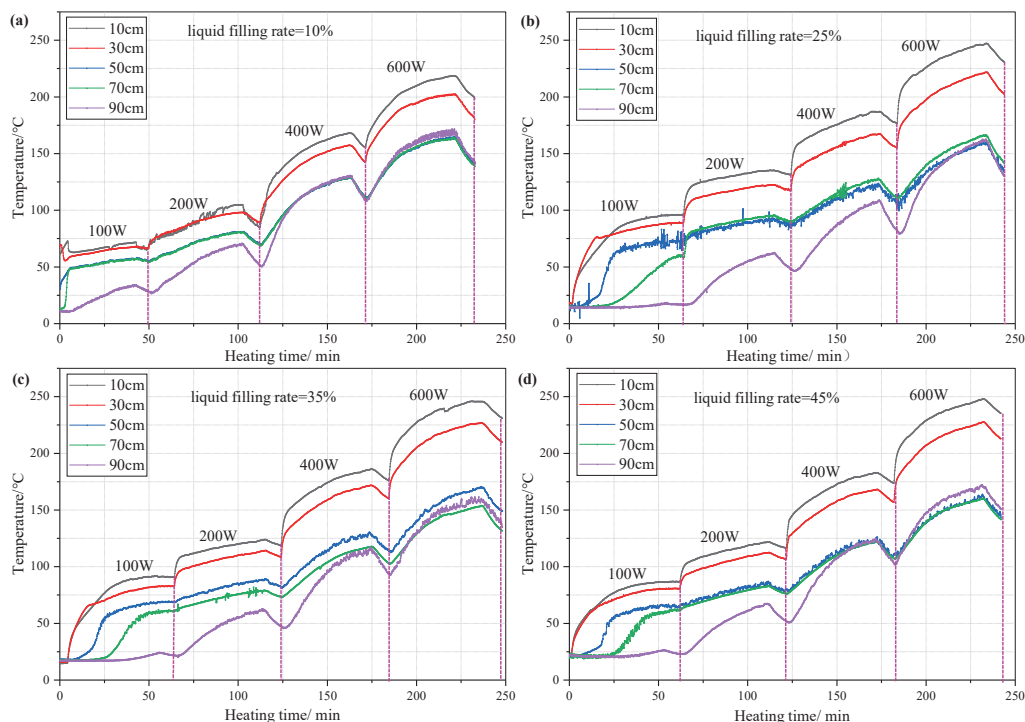 (a)
liquid filling rate=10%
10cm
30cm
50cm
70cm
90cm
100W
200W
400W
600W
250
200
150
100
50
0
0 50 100 150 200 250
Temperature/°C
Heating time/ min
(b)
liquid filling rate=25%
10cm
30cm
50cm
70cm
90cm
100W
200W
400W
600W
250
200
150
100
50
0
0 50 100 150 200 250
Temperature/°C
Heating time/ min）
(c)
liquid filling rate=35%
10cm
30cm
50cm
70cm
90cm
100W
200W
400W
600W
250
200
150
100
50
0
0 50 100 150 200 250
Temperature/°C
Heating time/ min
(d)
liquid filling rate=45%
10cm
30cm
50cm
70cm
90cm
100W
200W
400W
600W
250
200
150
100
50
0
0 50 100 150 200 250
Temperature/°C
Heating time/ min